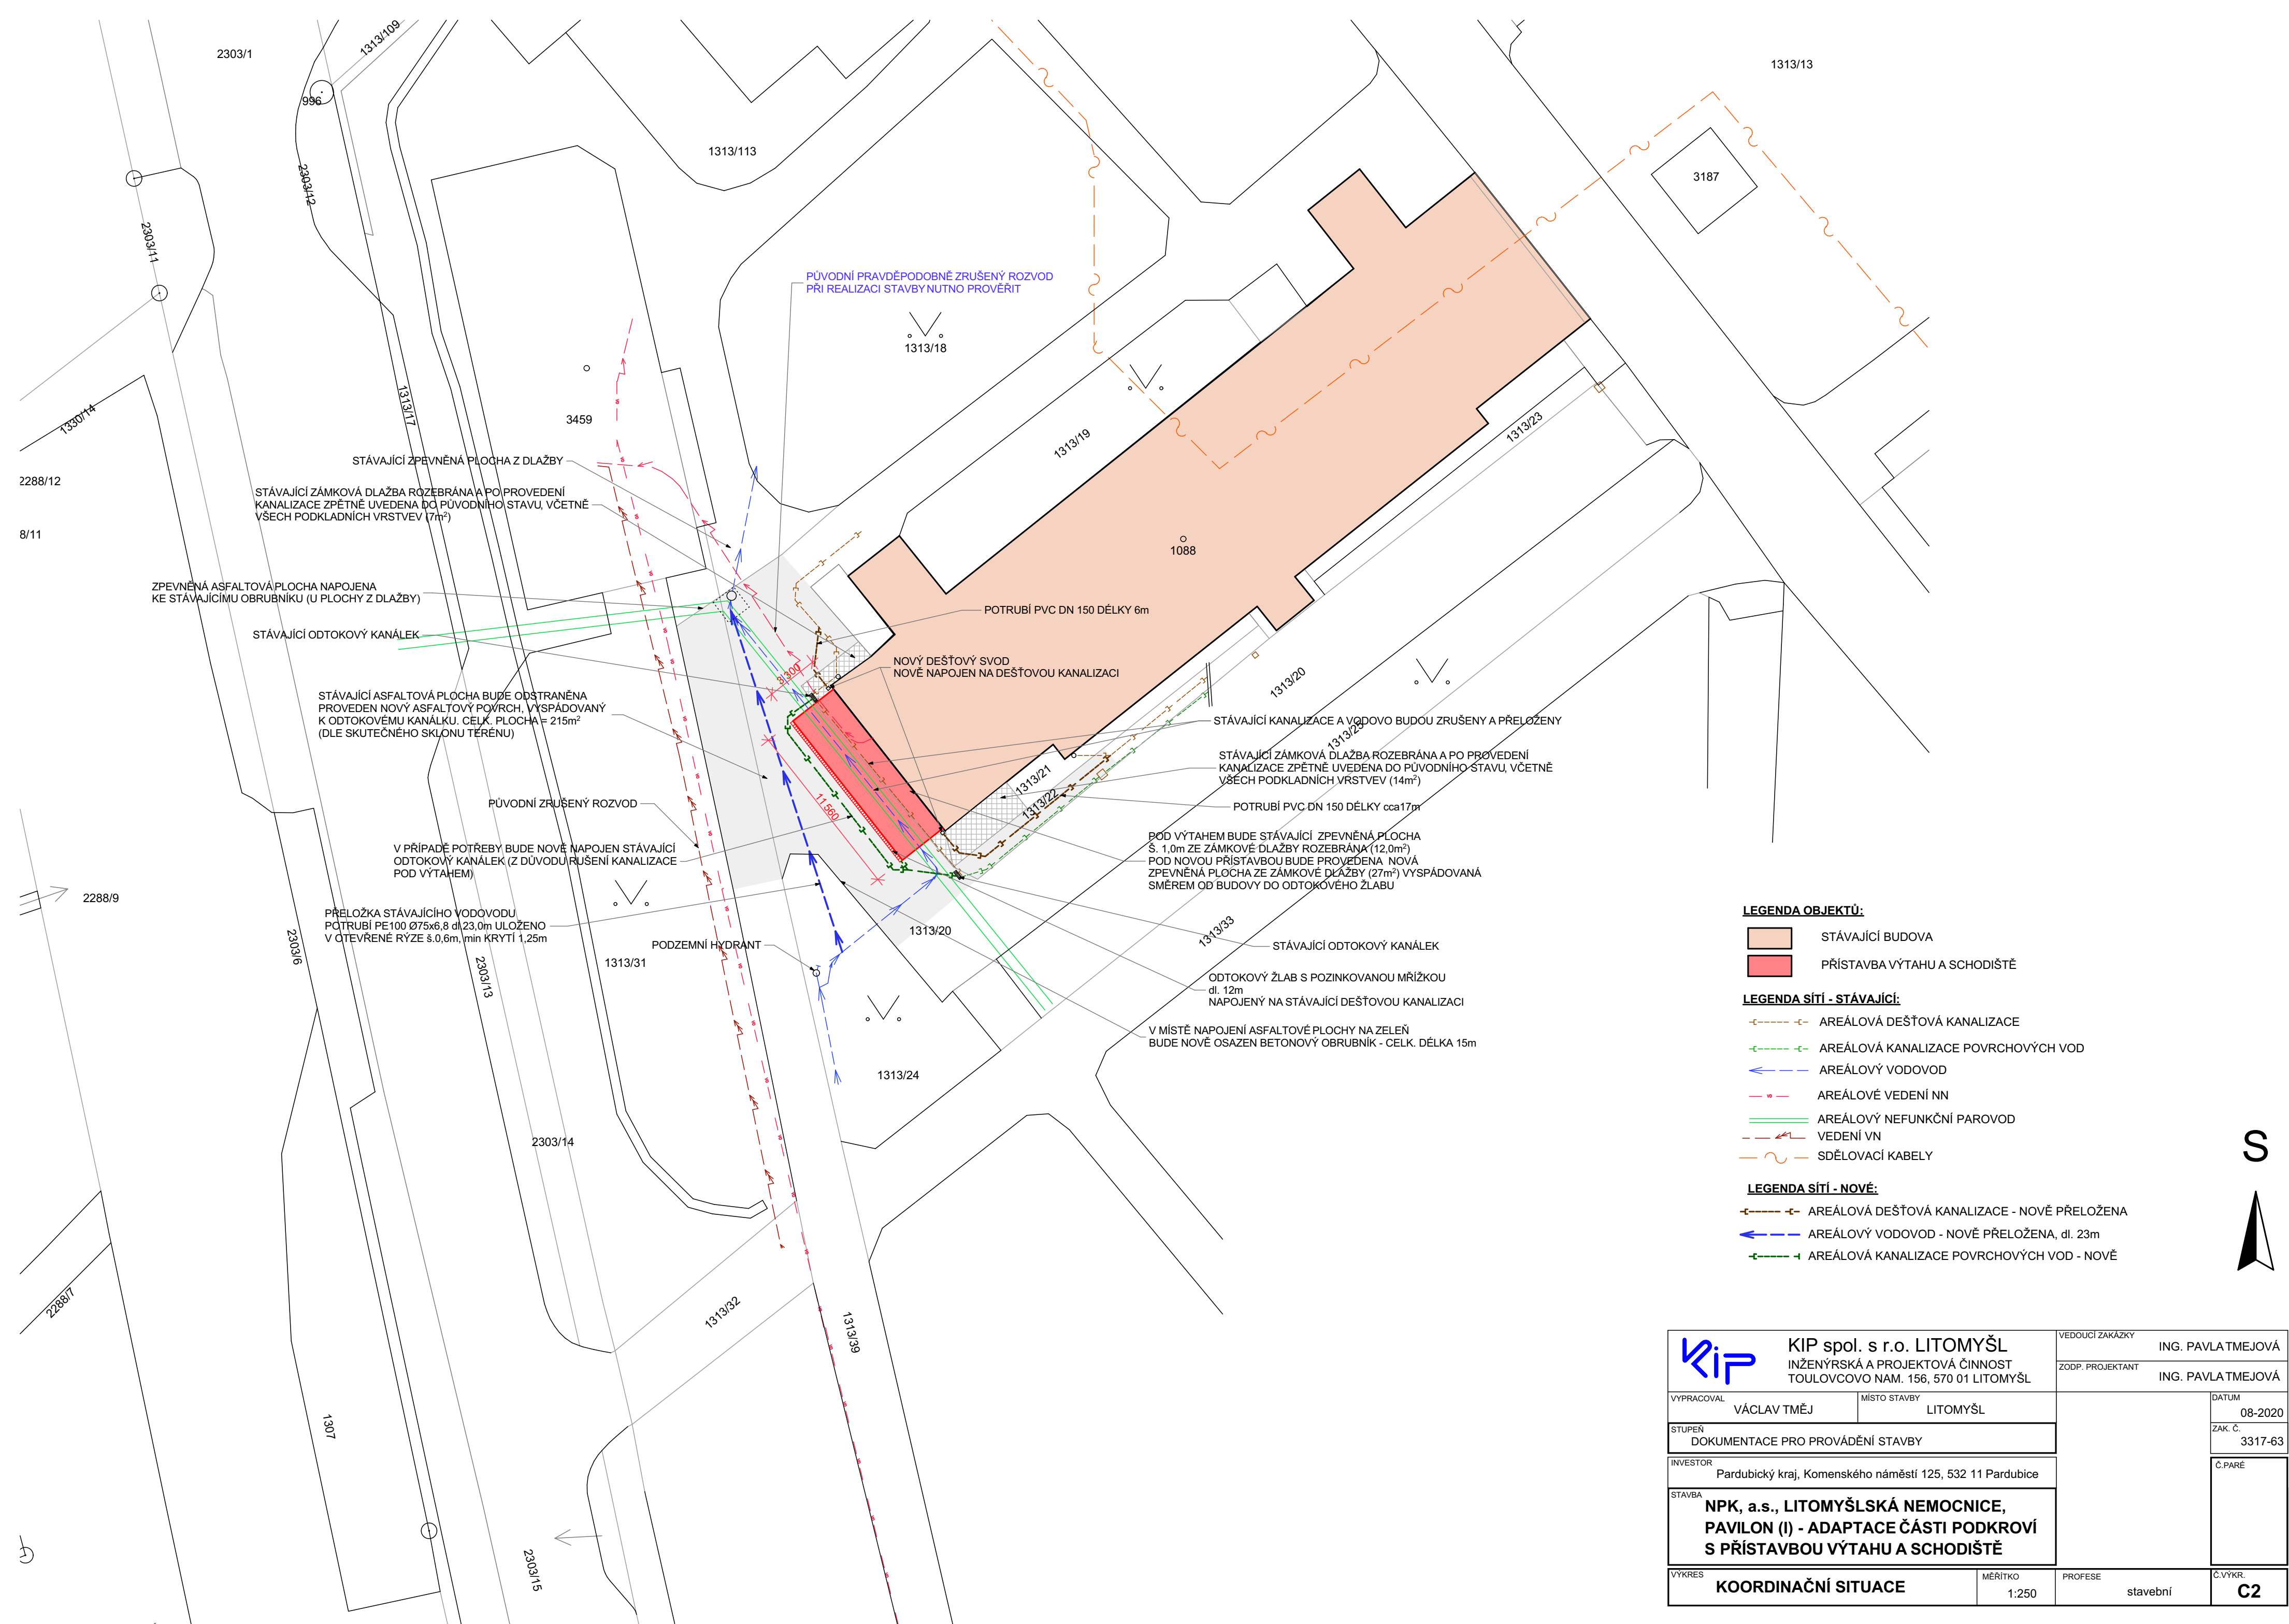 2303/1
1313/109
1313/13
996
1313/113
2303/12
3187
2303/11
PŮVODNÍ PRAVDĚPODOBNĚ ZRUŠENÝ ROZVOD
PŘI REALIZACI STAVBY NUTNO PROVĚŘIT
1313/18
1330/14
1313/17
3459
1313/19
1313/23
STÁVAJÍCÍ ZPEVNĚNÁ PLOCHA Z DLAŽBY
2288/12
STÁVAJÍCÍ ZÁMKOVÁ DLAŽBA ROZEBRÁNA A PO PROVEDENÍ
KANALIZACE ZPĚTNĚ UVEDENA DO PŮVODNÍHO STAVU, VČETNĚ
VŠECH PODKLADNÍCH VRSTVEV (7m²)
8/11
1088
ZPEVNĚNÁ ASFALTOVÁ PLOCHA NAPOJENA
KE STÁVAJÍCÍMU OBRUBNÍKU (U PLOCHY Z DLAŽBY)
POTRUBÍ PVC DN 150 DÉLKY 6m
STÁVAJÍCÍ ODTOKOVÝ KANÁLEK
NOVÝ DEŠŤOVÝ SVOD
NOVĚ NAPOJEN NA DEŠŤOVOU KANALIZACI
3 300
1313/20
STÁVAJÍCÍ ASFALTOVÁ PLOCHA BUDE ODSTRANĚNA
PROVEDEN NOVÝ ASFALTOVÝ POVRCH, VYSPÁDOVANÝ
K ODTOKOVÉMU KANÁLKU. CELK. PLOCHA = 215m²
(DLE SKUTEČNÉHO SKLONU TERÉNU)
STÁVAJÍCÍ KANALIZACE A VODOVO BUDOU ZRUŠENY A PŘELOŽENY
1313/25
STÁVAJÍCÍ ZÁMKOVÁ DLAŽBA ROZEBRÁNA A PO PROVEDENÍ
KANALIZACE ZPĚTNĚ UVEDENA DO PŮVODNÍHO STAVU, VČETNĚ
VŠECH PODKLADNÍCH VRSTVEV (14m²)
1313/21
1313/22
PŮVODNÍ ZRUŠENÝ ROZVOD
11 560
POTRUBÍ PVC DN 150 DÉLKY cca17m
V PŘÍPADĚ POTŘEBY BUDE NOVĚ NAPOJEN STÁVAJÍCÍ
ODTOKOVÝ KANÁLEK (Z DŮVODU RUŠENÍ KANALIZACE
POD VÝTAHEM)
POD VÝTAHEM BUDE STÁVAJÍCÍ ZPEVNĚNÁ PLOCHA
Š. 1,0m ZE ZÁMKOVÉ DLAŽBY ROZEBRÁNA (12,0m²)
POD NOVOU PŘÍSTAVBOU BUDE PROVEDENA NOVÁ
ZPEVNĚNÁ PLOCHA ZE ZÁMKOVÉ DLAŽBY (27m²) VYSPÁDOVANÁ
SMĚREM OD BUDOVY DO ODTOKOVÉHO ŽLABU
2288/9
PŘELOŽKA STÁVAJÍCÍHO VODOVODU
POTRUBÍ PE100 Ø75x6,8 dl.23,0m ULOŽENO
V OTEVŘENÉ RÝZE š.0,6m, min KRYTÍ 1,25m
PODZEMNÍ HYDRANT
1313/20
1313/33
2303/6
2303/13
1313/31
STÁVAJÍCÍ ODTOKOVÝ KANÁLEK
ODTOKOVÝ ŽLAB S POZINKOVANOU MŘÍŽKOU
dl. 12m
NAPOJENÝ NA STÁVAJÍCÍ DEŠŤOVOU KANALIZACI
V MÍSTĚ NAPOJENÍ ASFALTOVÉ PLOCHY NA ZELEŇ
BUDE NOVĚ OSAZEN BETONOVÝ OBRUBNÍK - CELK. DÉLKA 15m
1313/24
2303/14
2288/7
1313/32
1313/39
1307
2303/15
LEGENDA OBJEKTŮ:
STÁVAJÍCÍ BUDOVA
PŘÍSTAVBA VÝTAHU A SCHODIŠTĚ
LEGENDA SÍTÍ - STÁVAJÍCÍ:
AREÁLOVÁ DEŠŤOVÁ KANALIZACE
AREÁLOVÁ KANALIZACE POVRCHOVÝCH VOD
AREÁLOVÝ VODOVOD
AREÁLOVÉ VEDENÍ NN
AREÁLOVÝ NEFUNKČNÍ PAROVOD
VEDENÍ VN
SDĚLOVACÍ KABELY
LEGENDA SÍTÍ - NOVÉ:
AREÁLOVÁ DEŠŤOVÁ KANALIZACE - NOVĚ PŘELOŽENA
AREÁLOVÝ VODOVOD - NOVĚ PŘELOŽENA, dl. 23m
AREÁLOVÁ KANALIZACE POVRCHOVÝCH VOD - NOVĚ
S
KIP
KIP spol. s r.o. LITOMYŠL
INŽENÝRSKÁ A PROJEKTOVÁ ČINNOST
TOULOVCOVO NAM. 156, 570 01 LITOMYŠL
VEDOUCÍ ZAKÁZKY
ING. PAVLA TMEJOVÁ
ZODP. PROJEKTANT
ING. PAVLA TMEJOVÁ
VYPRACOVAL
VÁCLAV TMĚJ
MÍSTO STAVBY
LITOMYŠL
DATUM
08-2020
STUPEŇ
DOKUMENTACE PRO PROVÁDĚNÍ STAVBY
ZAK. Č.
3317-63
INVESTOR
Pardubický kraj, Komenského náměstí 125, 532 11 Pardubice
Č.PARÉ
STAVBA
NPK, a.s., LITOMYŠLSKÁ NEMOCNICE,
PAVILON (I) - ADAPTACE ČÁSTI PODKROVÍ
S PŘÍSTAVBOU VÝTAHU A SCHODIŠTĚ
VÝKRES
KOORDINAČNÍ SITUACE
MĚŘÍTKO
1:250
PROFESE
stavební
Č.VÝKR.
C2